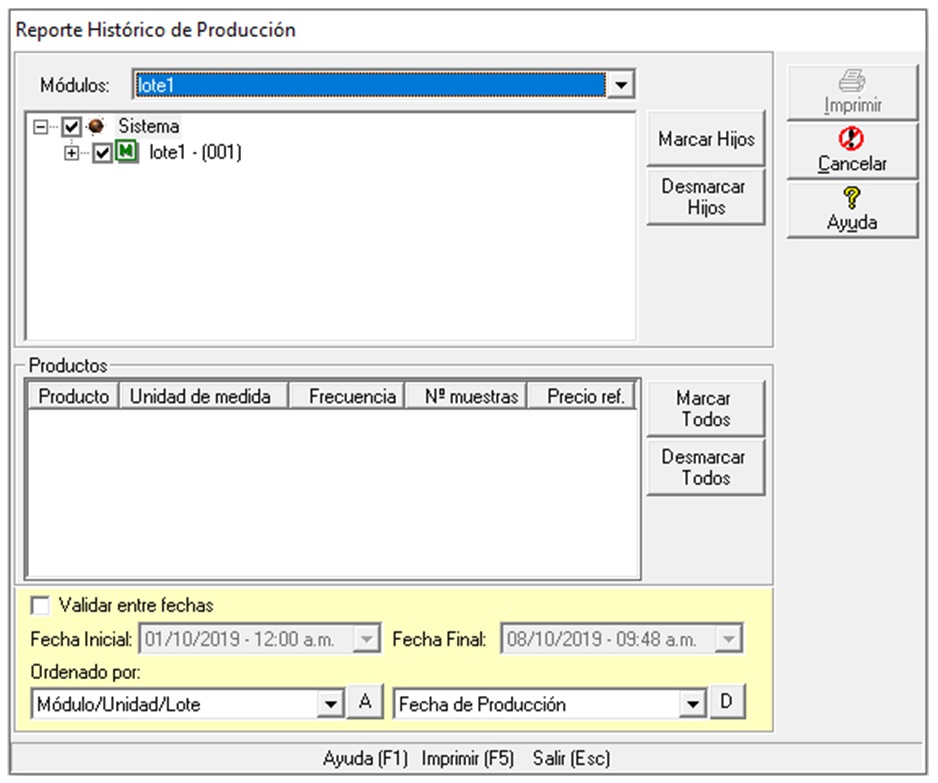 Reporte Histórico de Producción
Módulos: lote1
Imprimir
Sistema
lote1 - (001)
Marcar Hijos
Cancelar
Desmarcar
Hijos
Ayuda
Productos
Producto Unidad de medida Frecuencia Nº muestras Precio ref.
Marcar
Todos
Desmarcar
Todos
Validar entre fechas
Fecha Inicial: 01/10/2019 - 12:00 a.m. Fecha Final: 08/10/2019 - 09:48 a.m.
Ordenado por:
Módulo/Unidad/Lote A Fecha de Producción D
Ayuda (F1) Imprimir (F5) Salir (Esc)